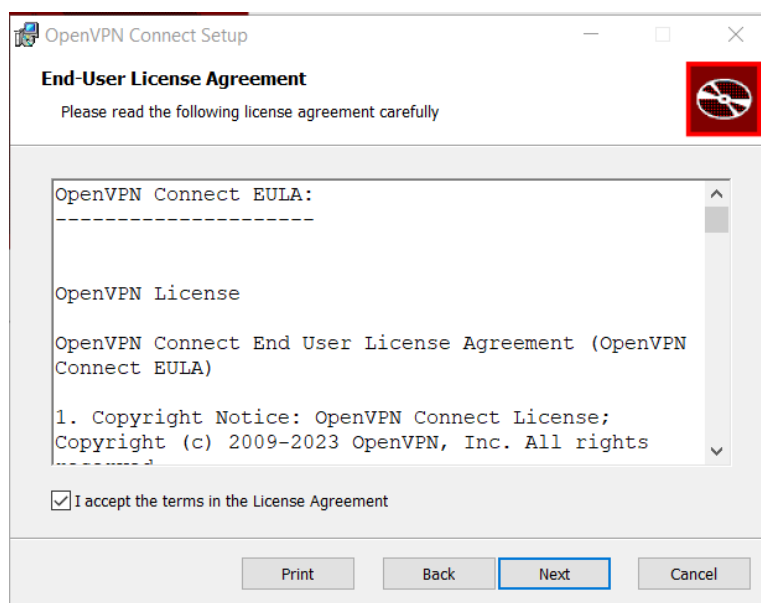 OpenVPN Connect Setup
End-User License Agreement
Please read the following license agreement carefully
OpenVPN Connect EULA:
---------------------
OpenVPN License
OpenVPN Connect End User License Agreement (OpenVPN
Connect EULA)
1. Copyright Notice: OpenVPN Connect License;
Copyright (c) 2009-2023 OpenVPN, Inc. All rights
I accept the terms in the License Agreement
Print
Back
Next
Cancel